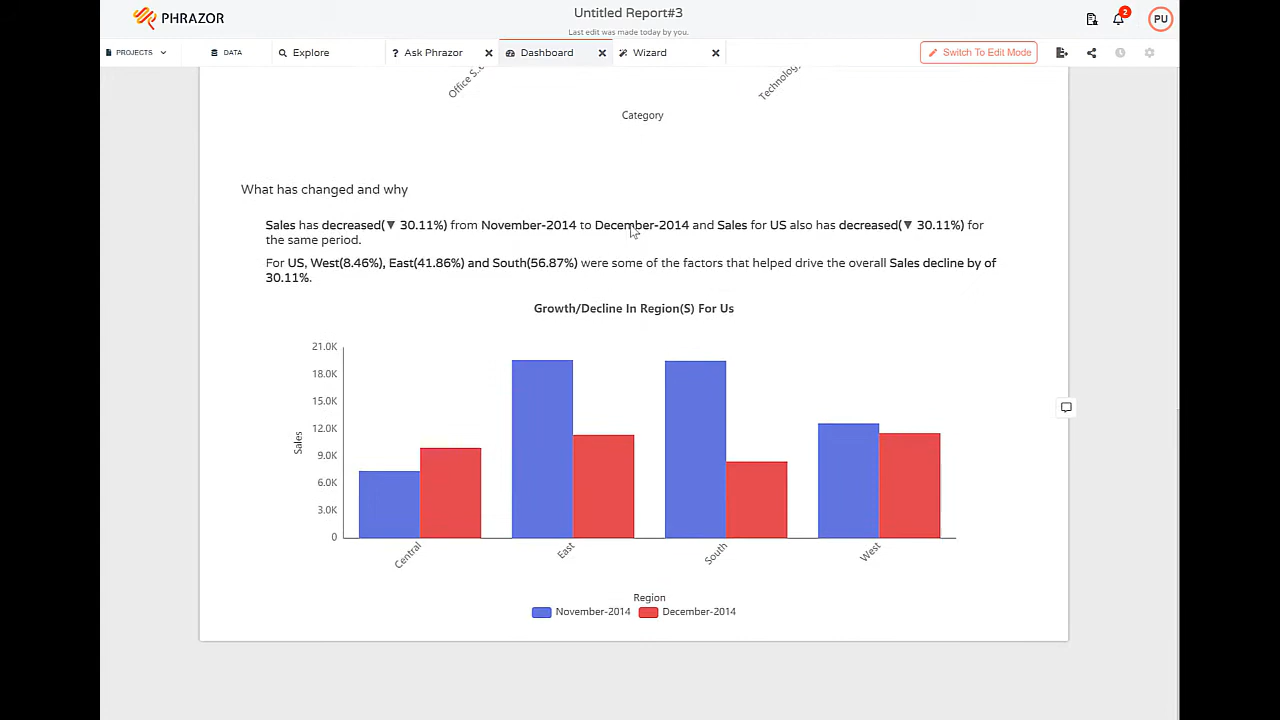 PHRAZOR
Untitled Report#3
Last edit was made today by you.
2
PU
PROJECTS
DATA
Explore
? Ask Phrazor
Dashboard
Wizard
Switch To Edit Mode
Office S...
Technology
Category
What has changed and why
Sales has decreased(▼ 30.11%) from November-2014 to December-2014 and Sales for US also has decreased(▼ 30.11%) for
the same period.
For US, West(8.46%), East(41.86%) and South(56.87%) were some of the factors that helped drive the overall Sales decline by of
30.11%.
Growth/Decline In Region(S) For Us
21.0K
18.0K
15.0K
12.0K
9.0K
6.0K
3.0K
0
Sales
Central
East
South
West
Region
November-2014
December-2014